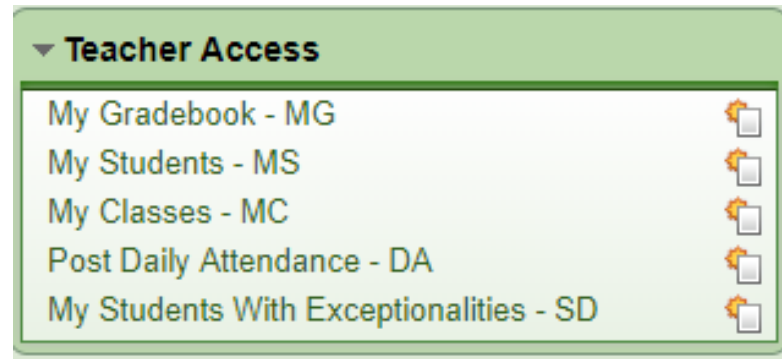 Teacher Access
My Gradebook - MG
My Students - MS
My Classes - MC
Post Daily Attendance - DA
My Students With Exceptionalities - SD